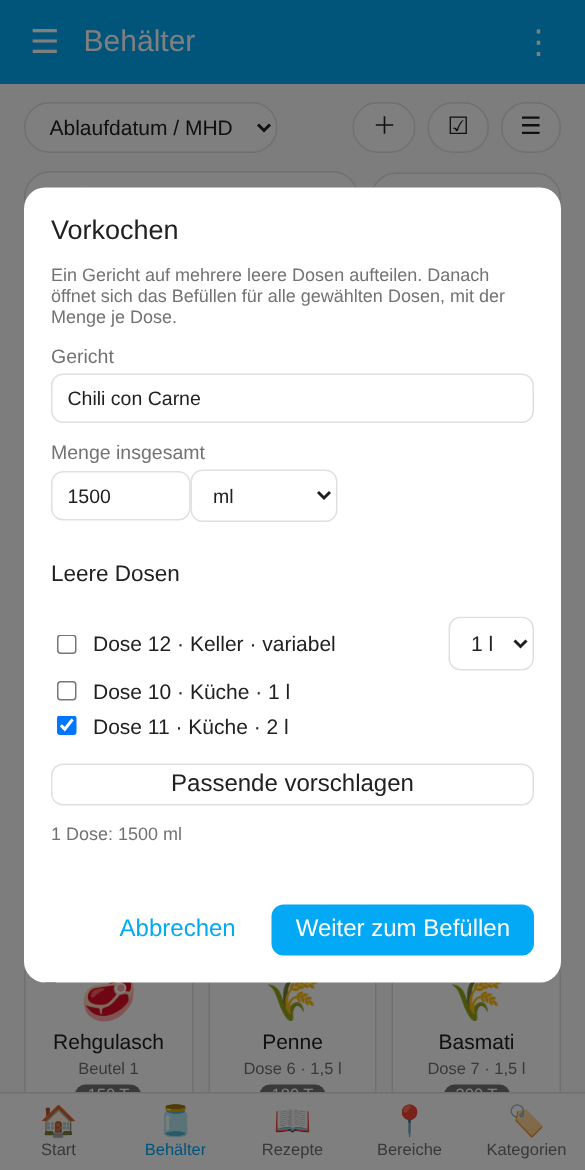 ☰ Behälter ⋮
Ablaufdatum / MHD + ☑ ☰
Vorkochen
Ein Gericht auf mehrere leere Dosen aufteilen. Danach
öffnet sich das Befüllen für alle gewählten Dosen, mit der
Menge je Dose.
Gericht
Chili con Carne
Menge insgesamt
1500 ml
Leere Dosen
Dose 12 · Keller · variabel 1 l
Dose 10 · Küche · 1 l
Dose 11 · Küche · 2 l
Passende vorschlagen
1 Dose: 1500 ml
Abbrechen Weiter zum Befüllen
Rehgulasch Penne Basmati
Beutel 1 Dose 6 · 1,5 l Dose 7 · 1,5 l
Start Behälter Rezepte Bereiche Kategorien